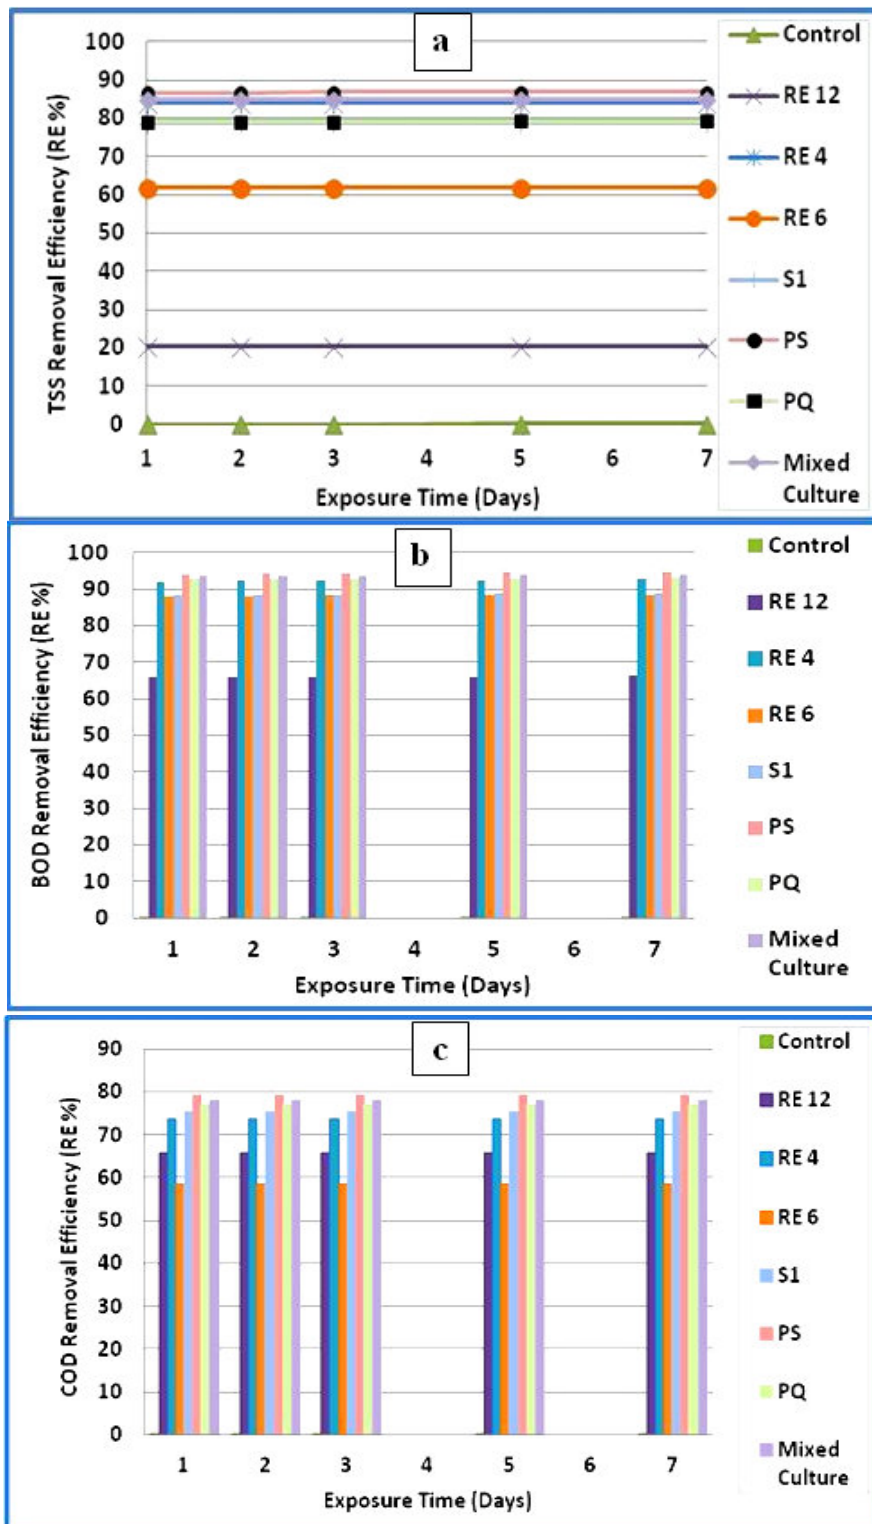 a
TSS Removal Efficiency (RE %)
100
90
80
70
60
50
40
30
20
10
0
1 2 3 4 5 6 7
Exposure Time (Days)
Control
RE 12
RE 4
RE 6
S1
PS
PQ
Mixed
Culture
b
BOD Removal Efficiency (RE %)
100
90
80
70
60
50
40
30
20
10
0
1 2 3 4 5 6 7
Exposure Time (Days)
Control
RE 12
RE 4
RE 6
S1
PS
PQ
Mixed
Culture
c
COD Removal Efficiency (RE %)
90
80
70
60
50
40
30
20
10
0
1 2 3 4 5 6 7
Exposure Time (Days)
Control
RE 12
RE 4
RE 6
S1
PS
PQ
Mixed
Culture